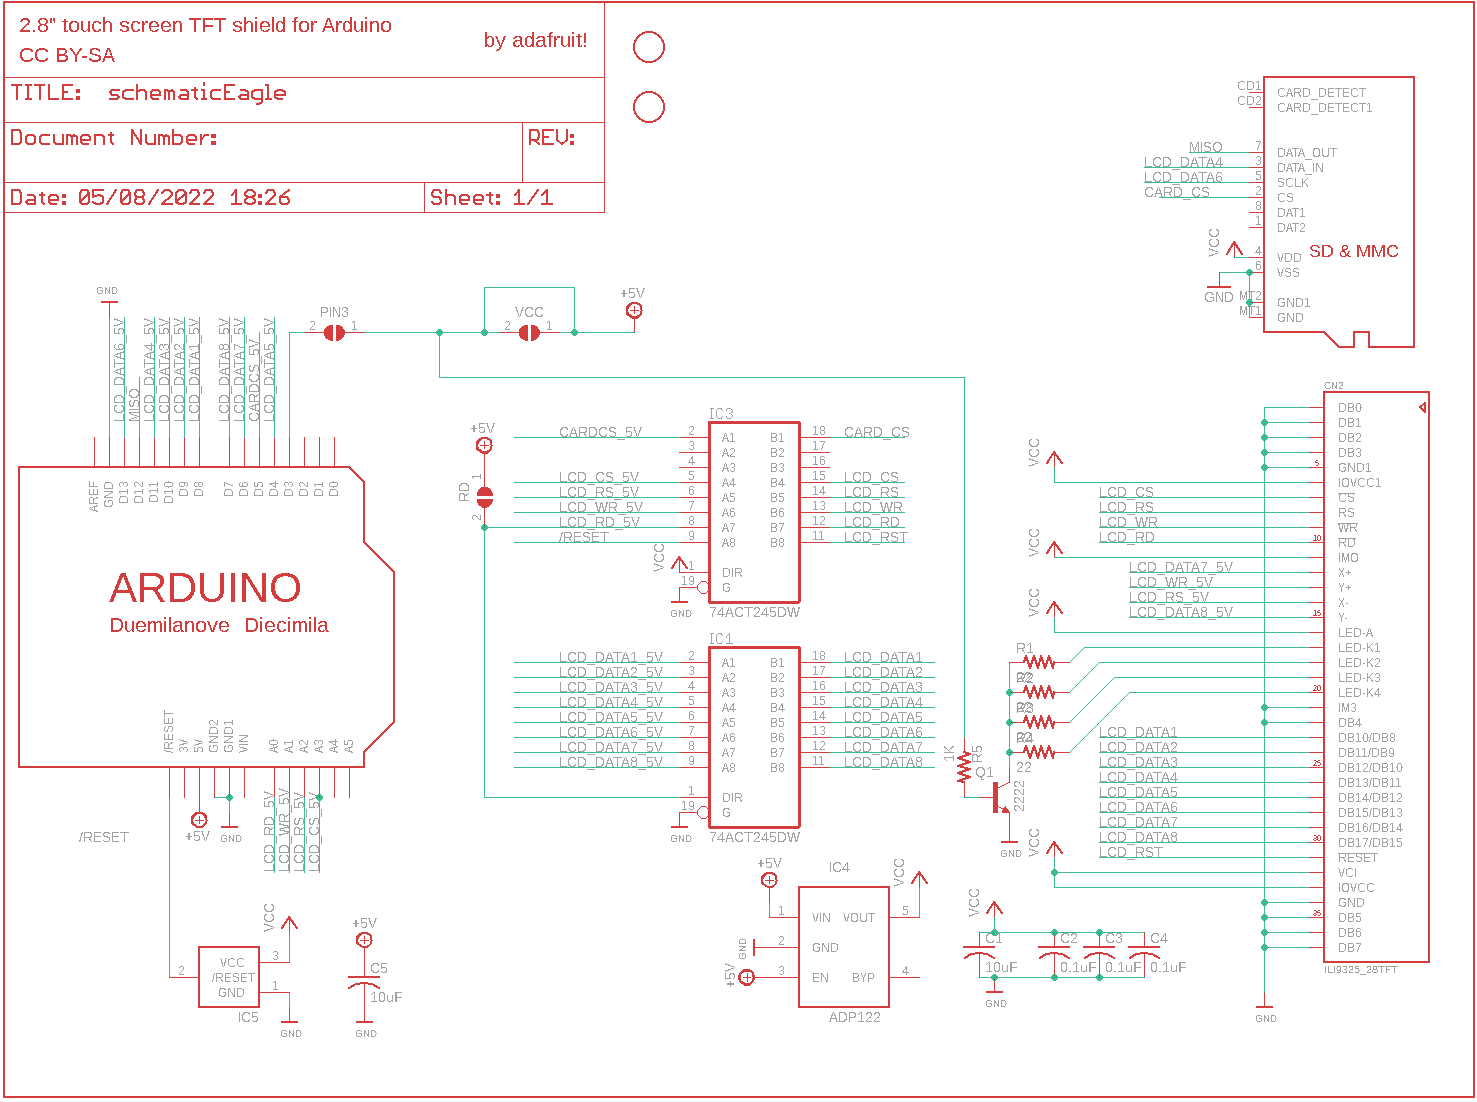 2.8" touch screen TFT shield for Arduino
CC BY-SA
by adafruit!
TITLE: schematicEagle
Document Number:
REV:
Date: 05/08/2022 18:26
Sheet: 1/1
CD1 CARD_DETECT
CD2 CARD_DETECT1
MISO 7 DATA_OUT
LCD_DATA4 3 DATA_IN
LCD_DATA6 5 SCLK
CARD_CS 2 CS
8 DAT1
1 DAT2
VCC 4 VDD
SD & MMC
6 VSS
GND MT2 GND1
MT1 GND
GND
LCD_DATA6_5V
MISO
LCD_DATA4_5V
LCD_DATA3_5V
LCD_DATA2_5V
LCD_DATA1_5V
LCD_DATA8_5V
LCD_DATA7_5V
CARDCS_5V
LCD_DATA5_5V
PIN3
2 1
VCC
2 1
+5V
AREF GND D13 D12 D11 D10 D9 D8 D7 D6 D5 D4 D3 D2 D1 D0
ARDUINO
Duemilanove Diecimila
/RESET 3V 5V GND2 GND1 VIN A0 A1 A2 A3 A4 A5
/RESET
+5V
GND
LCD_RD_5V
LCD_WR_5V
LCD_RS_5V
LCD_CS_5V
+5V
RD
1
2
IC3
CARDCS_5V 2 A1 B1 18 CARD_CS
3 A2 B2 17
4 A3 B3 16
LCD_CS_5V 5 A4 B4 15 LCD_CS
LCD_RS_5V 6 A5 B5 14 LCD_RS
LCD_WR_5V 7 A6 B6 13 LCD_WR
LCD_RD_5V 8 A7 B7 12 LCD_RD
/RESET 9 A8 B8 11 LCD_RST
VCC 1 DIR
19 G
GND
74ACT245DW
IC1
LCD_DATA1_5V 2 A1 B1 18 LCD_DATA1
LCD_DATA2_5V 3 A2 B2 17 LCD_DATA2
LCD_DATA3_5V 4 A3 B3 16 LCD_DATA3
LCD_DATA4_5V 5 A4 B4 15 LCD_DATA4
LCD_DATA5_5V 6 A5 B5 14 LCD_DATA5
LCD_DATA6_5V 7 A6 B6 13 LCD_DATA6
LCD_DATA7_5V 8 A7 B7 12 LCD_DATA7
LCD_DATA8_5V 9 A8 B8 11 LCD_DATA8
1 DIR
19 G
GND
74ACT245DW
CN2
DB0
DB1
DB2
DB3
5 GND1
VCC IOVCC1
LCD_CS CS
LCD_RS RS
LCD_WR WR
LCD_RD 10 RD
VCC IMO
LCD_DATA7_5V X+
LCD_WR_5V Y+
LCD_RS_5V X-
LCD_DATA8_5V 15 Y-
VCC LED-A
LED-K1
LED-K2
LED-K3
20 LED-K4
IM3
DB4
LCD_DATA1 DB10/DB8
LCD_DATA2 DB11/DB9
LCD_DATA3 25 DB12/DB10
LCD_DATA4 DB13/DB11
LCD_DATA5 DB14/DB12
LCD_DATA6 DB15/DB13
LCD_DATA7 DB16/DB14
LCD_DATA8 30 DB17/DB15
LCD_RST RESET
VCC VCI
IOVCC
GND
35 DB5
DB6
DB7
ILI9325_28TFT
GND
R1
22
1K
R5
Q1
2222
GND
IC4
+5V VCC
1 VIN VOUT 5
GND 2 GND
+5V 3 EN BYP 4
ADP122
VCC
C1 C2 C3 C4
10uF 0.1uF 0.1uF 0.1uF
GND
VCC
VCC 3
2 /RESET
GND 1
IC5
GND
+5V
C5
10uF
GND